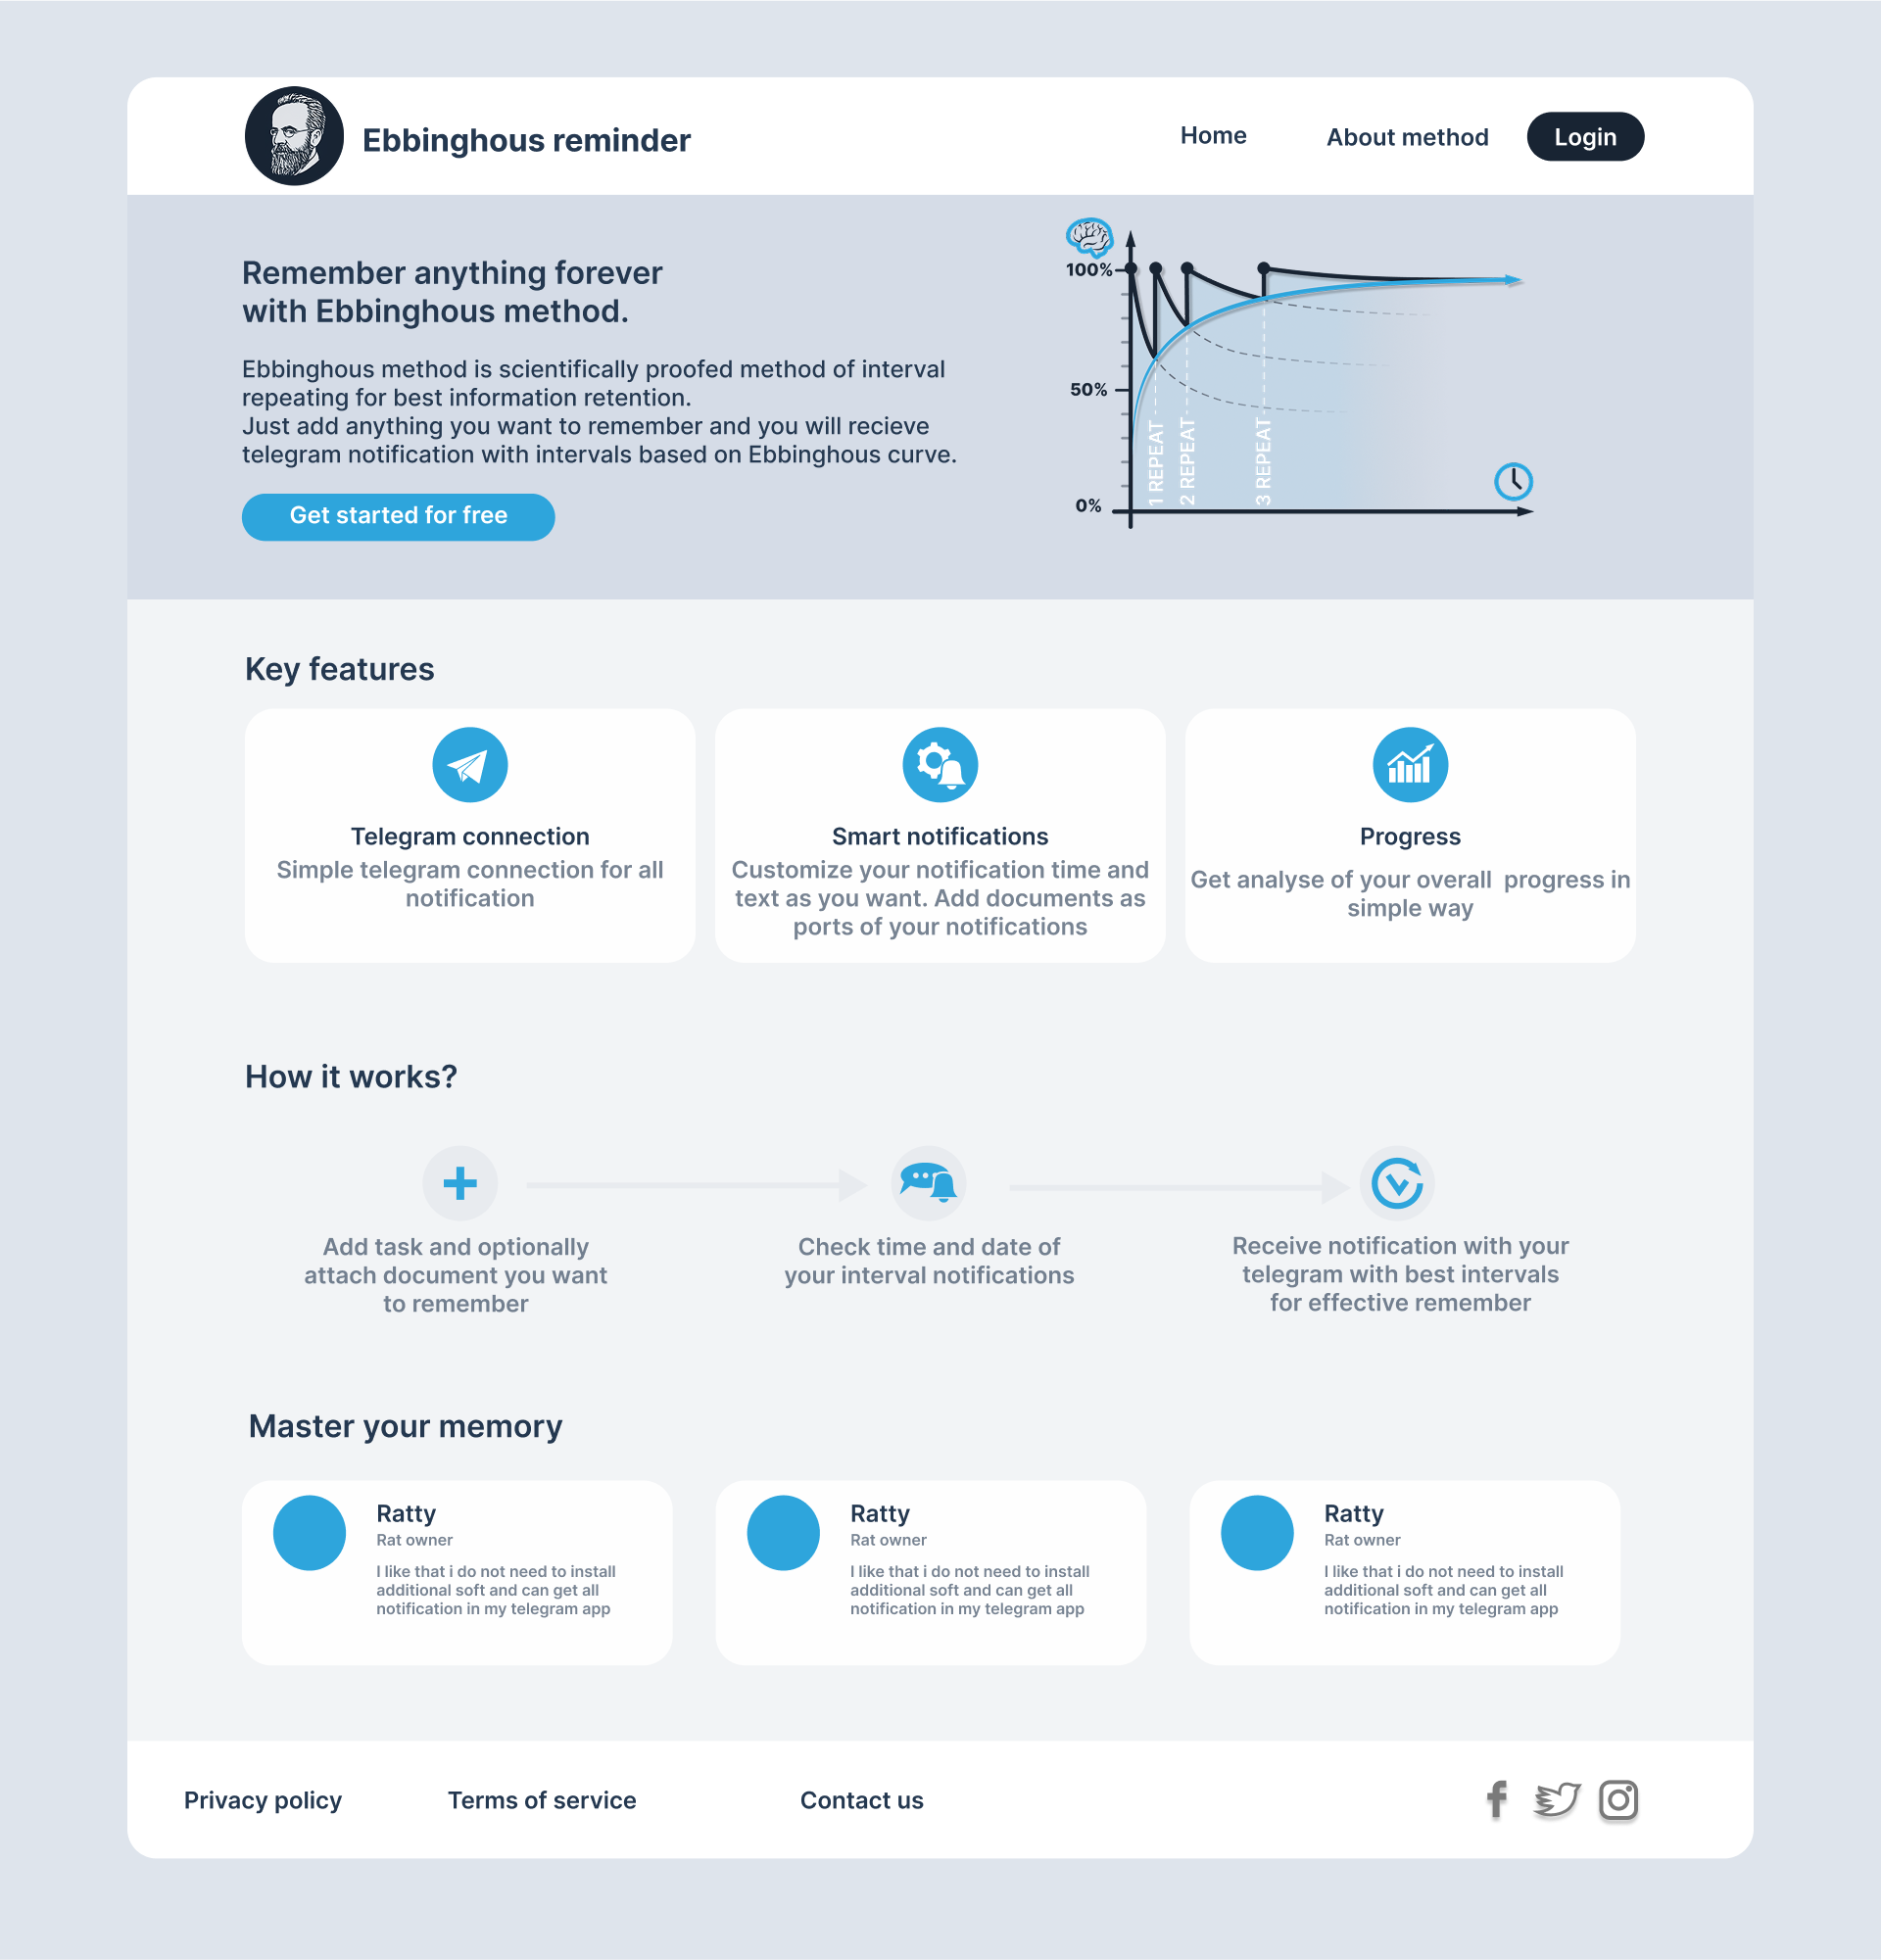 Ebbinghous reminder
Home
About method
Login
Remember anything forever
with Ebbinghous method.
Ebbinghous method is scientifically proofed method of interval
repeating for best information retention.
Just add anything you want to remember and you will recieve
telegram notification with intervals based on Ebbinghous curve.
Get started for free
100%
50%
0%
1 REPEAT
2 REPEAT
3 REPEAT
Key features
Telegram connection
Simple telegram connection for all
notification
Smart notifications
Customize your notification time and
text as you want. Add documents as
ports of your notifications
Progress
Get analyse of your overall  progress in
simple way
How it works?
Add task and optionally
attach document you want
to remember
Check time and date of
your interval notifications
Receive notification with your
telegram with best intervals
for effective remember
Master your memory
Ratty
Rat owner
I like that i do not need to install
additional soft and can get all
notification in my telegram app
Ratty
Rat owner
I like that i do not need to install
additional soft and can get all
notification in my telegram app
Ratty
Rat owner
I like that i do not need to install
additional soft and can get all
notification in my telegram app
Privacy policy
Terms of service
Contact us